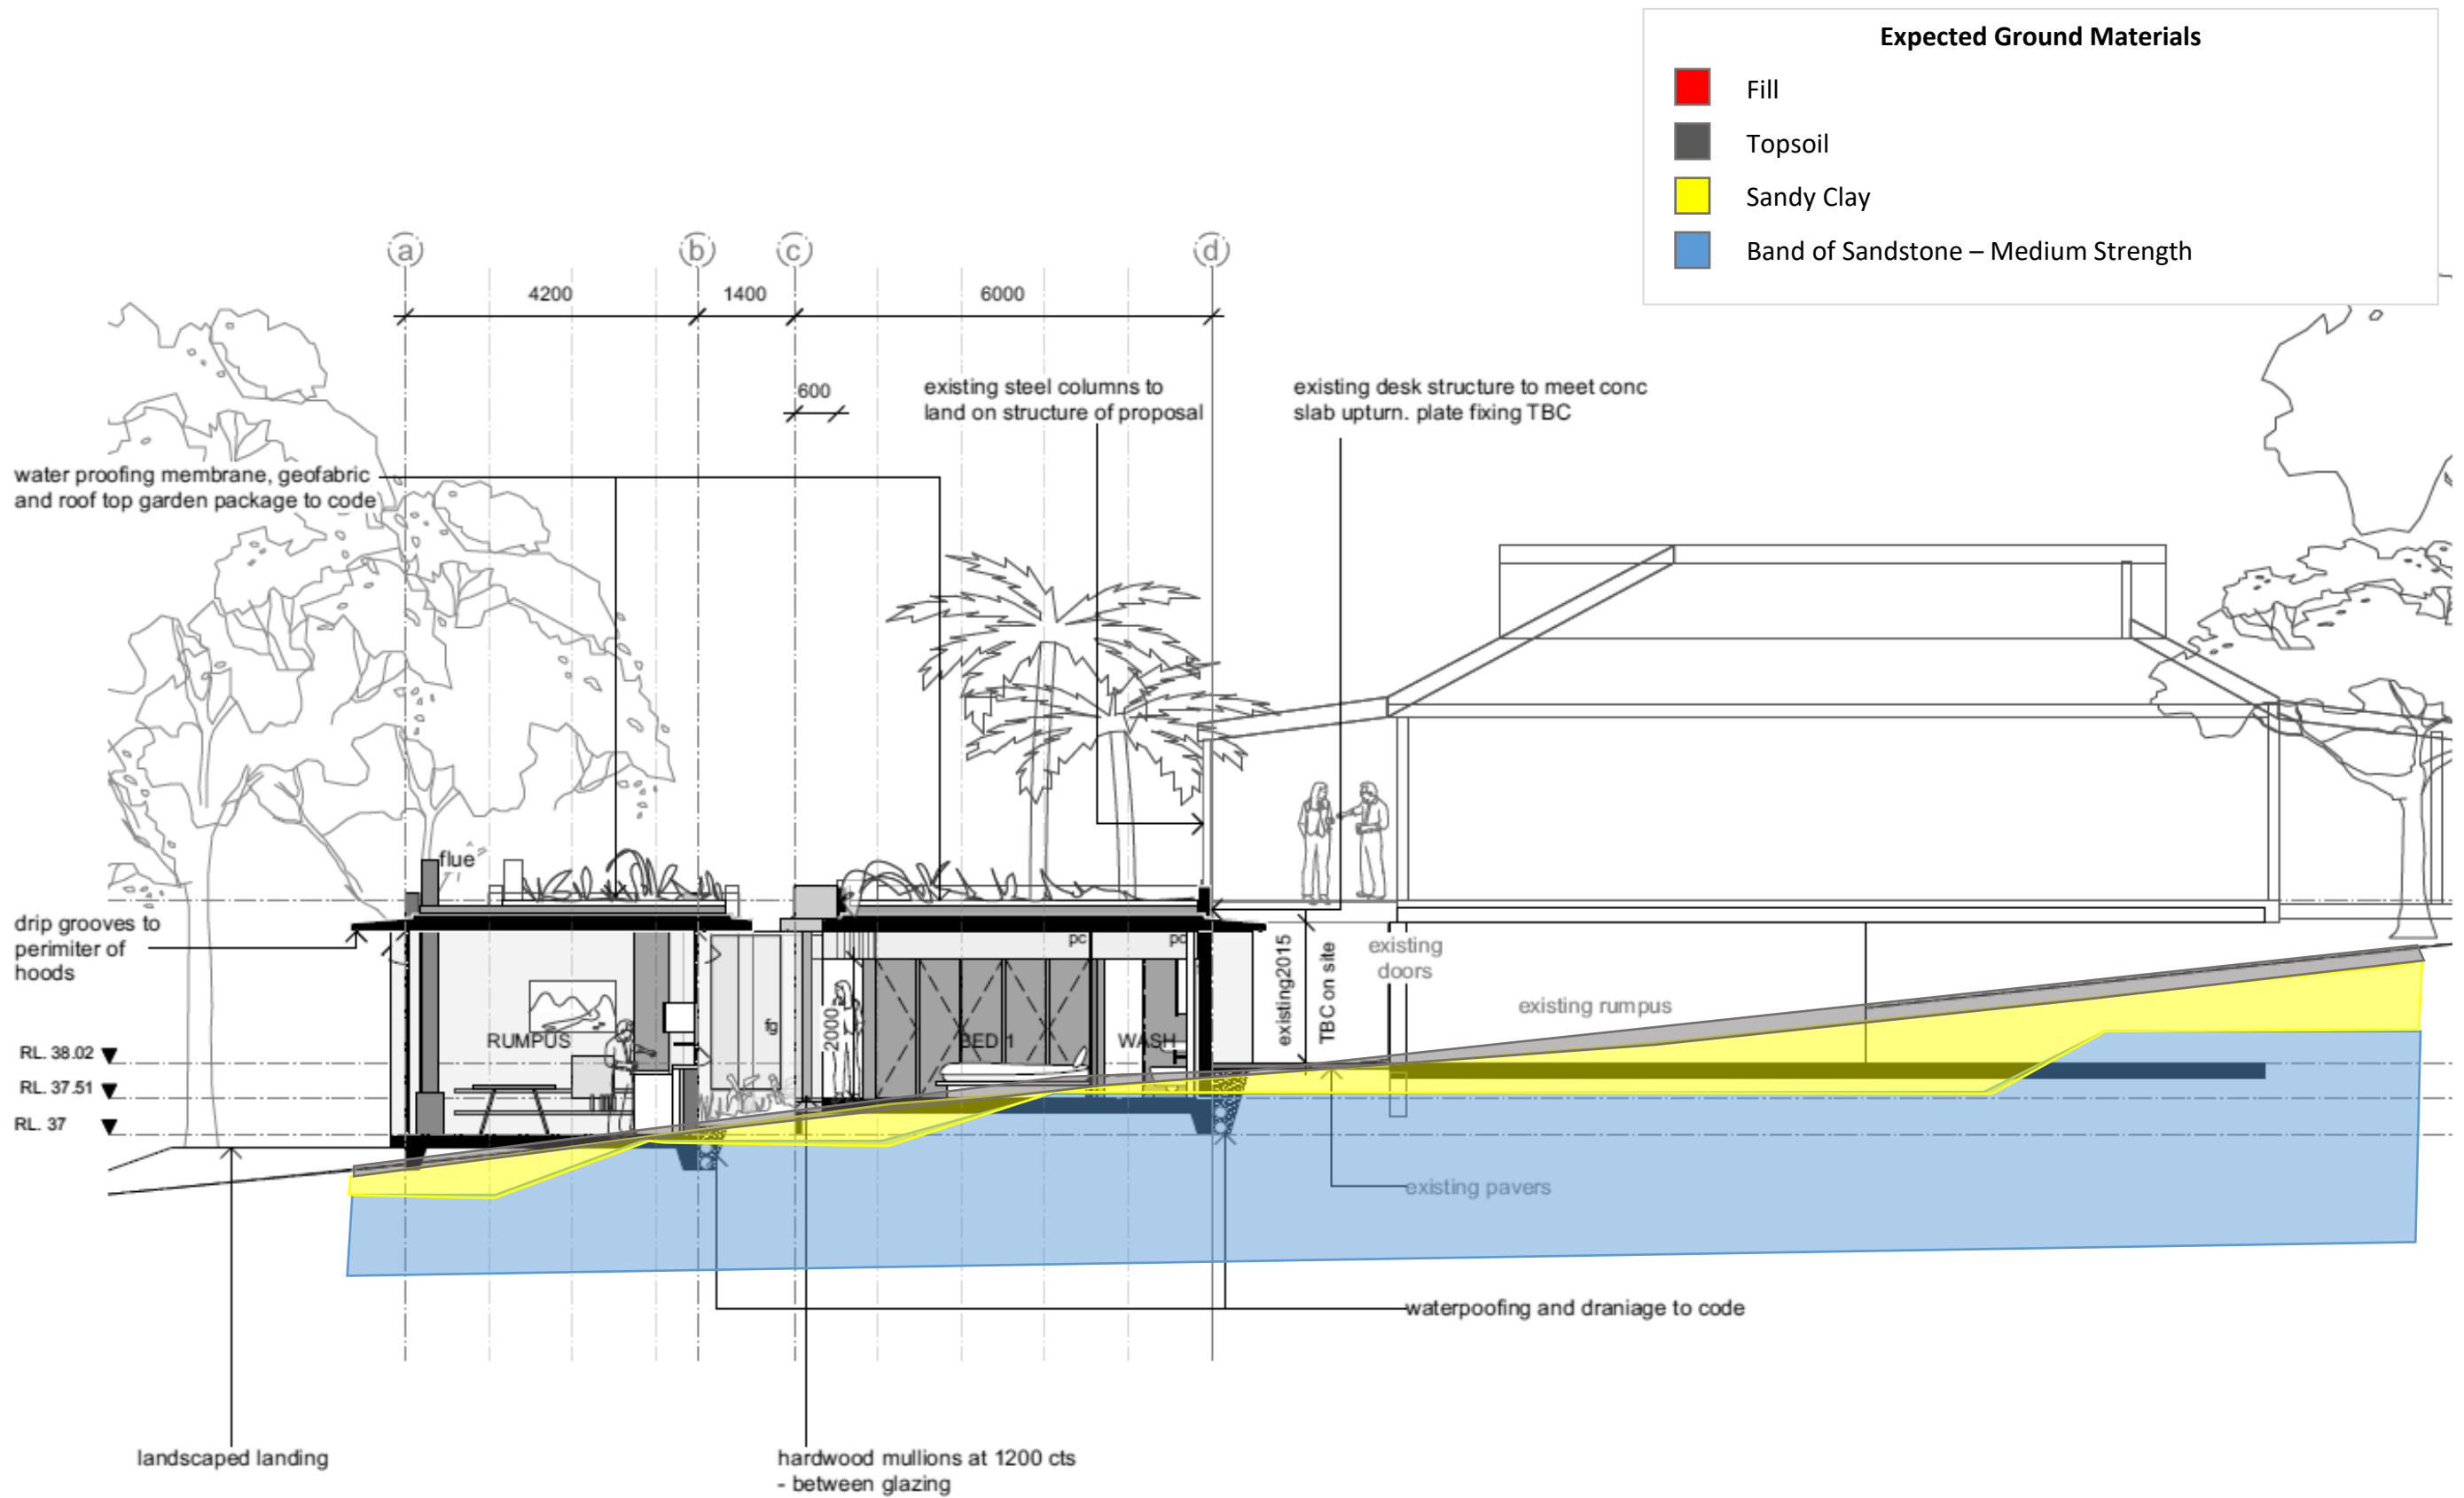 Expected Ground Materials
Fill
Topsoil
Sandy Clay
Band of Sandstone – Medium Strength
a
b
c
d
4200
1400
6000
600
existing steel columns to
land on structure of proposal
existing desk structure to meet conc
slab upturn. plate fixing TBC
water proofing membrane, geofabric
and roof top garden package to code
flue
drip grooves to
perimiter of
hoods
pc
pc
existing2015
TBC on site
existing
doors
existing rumpus
fg
2000
RUMPUS
BED 1
WASH
RL. 38.02
RL. 37.51
RL. 37
existing pavers
waterpoofing and draniage to code
landscaped landing
hardwood mullions at 1200 cts
- between glazing